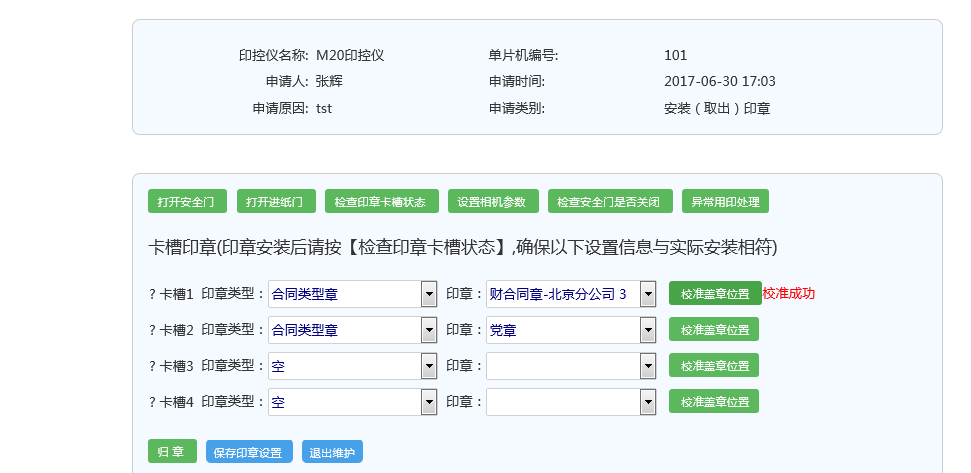 印控仪名称: M20印控仪 单片机编号: 101
申请人: 张辉 申请时间: 2017-06-30 17:03
申请原因: tst 申请类别: 安装（取出）印章
打开安全门 打开进纸门 检查印章卡槽状态 设置相机参数 检查安全门是否关闭 异常用印处理
卡槽印章(印章安装后请按【检查印章卡槽状态】,确保以下设置信息与实际安装相符)
? 卡槽1 印章类型： 合同类型章 印章： 财合同章-北京分公司 3 校准盖章位置 校准成功
? 卡槽2 印章类型： 合同类型章 印章： 党章 校准盖章位置
? 卡槽3 印章类型： 空 印章： 校准盖章位置
? 卡槽4 印章类型： 空 印章： 校准盖章位置
归 章 保存印章设置 退出维护